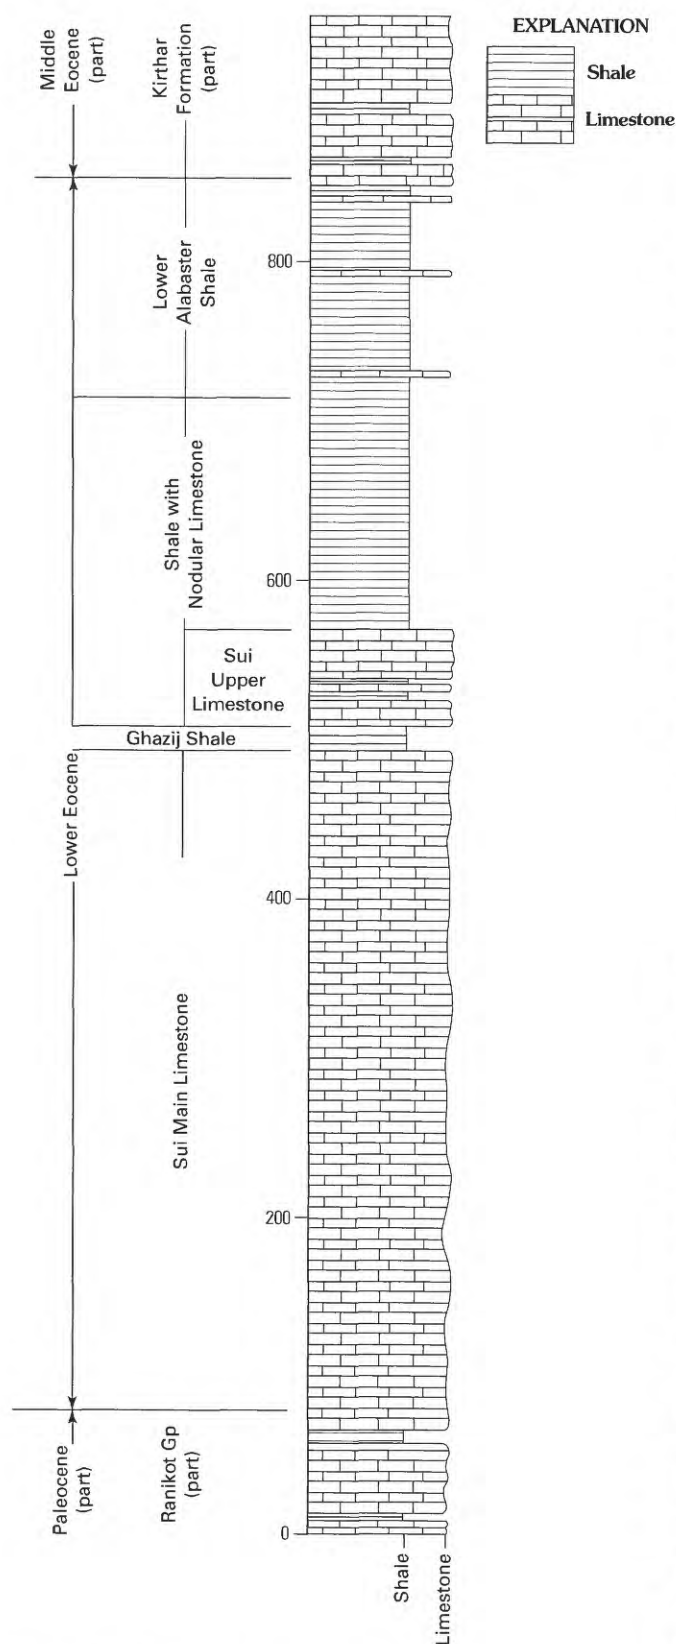 EXPLANATION
Shale
Limestone
Middle
Eocene
(part)
Kirthar
Formation
(part)
Lower
Alabaster
Shale
800
Shale with
Nodular Limestone
600
Sui
Upper
Limestone
Ghazij Shale
Lower Eocene
400
Sui Main Limestone
200
Paleocene
(part)
Ranikot Gp
(part)
0
Shale
Limestone